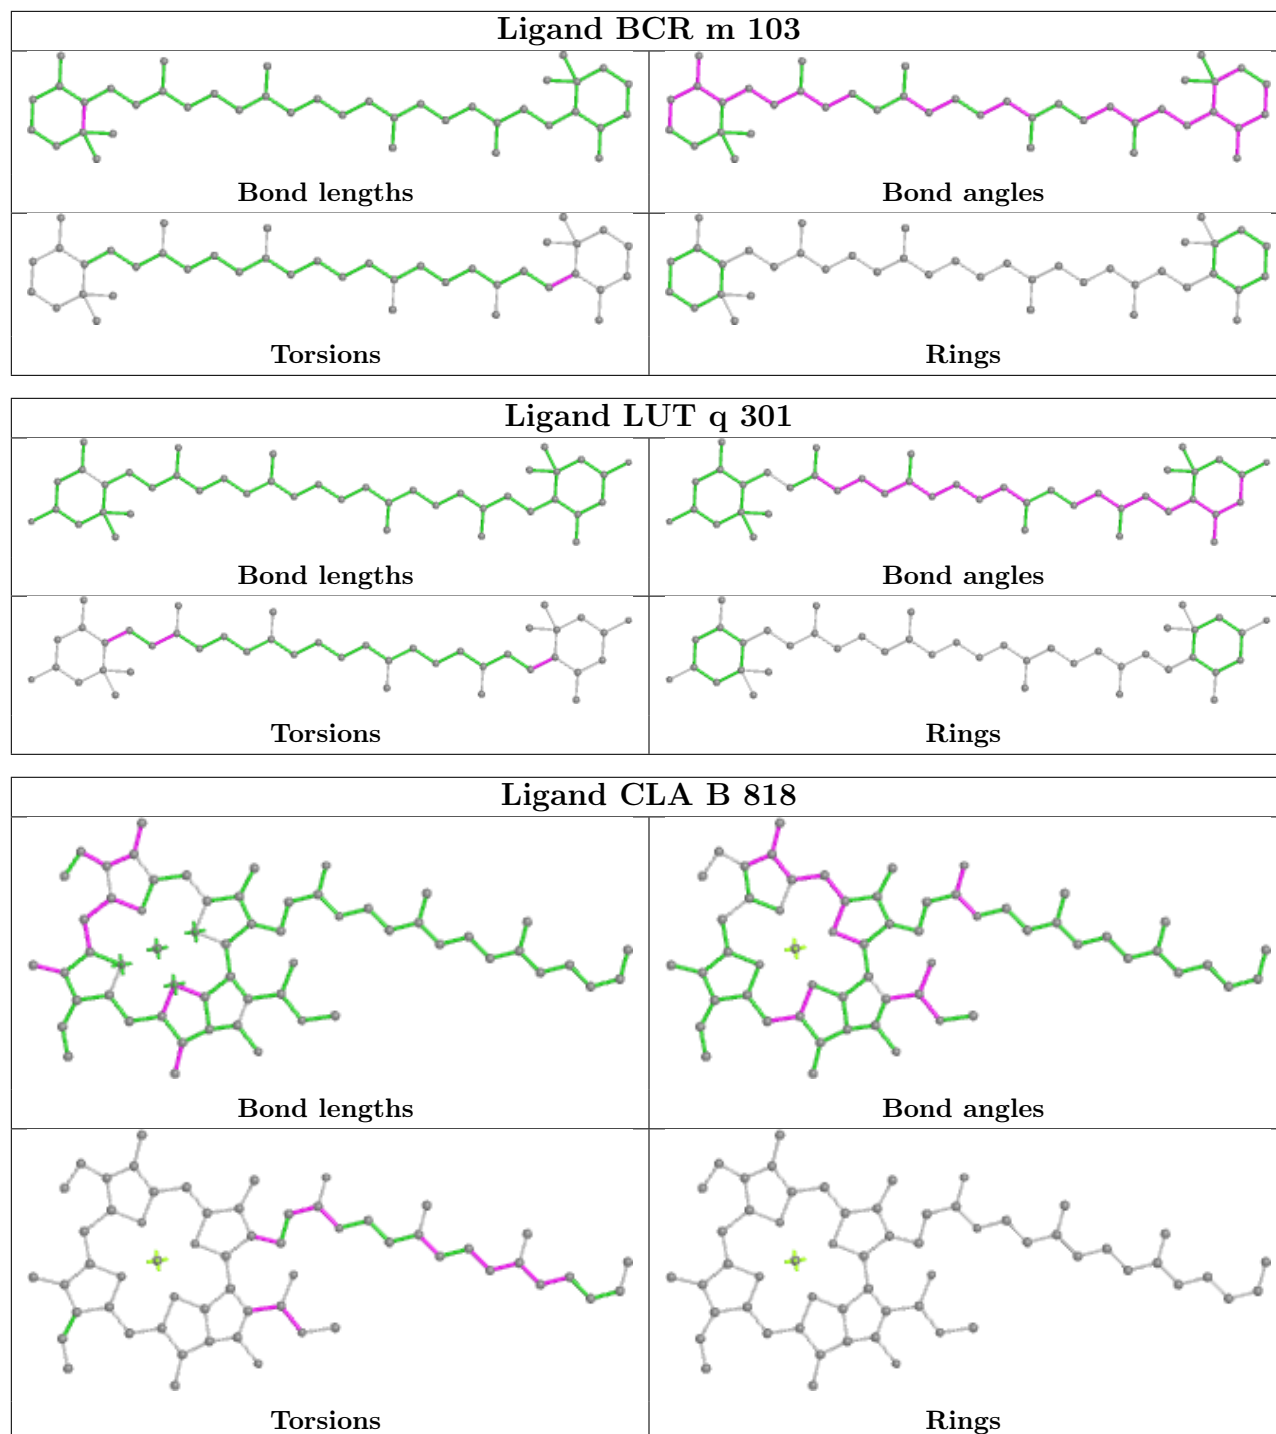 Ligand BCR m 103
Bond lengths
Bond angles
Torsions
Rings
Ligand LUT q 301
Bond lengths
Bond angles
Torsions
Rings
Ligand CLA B 818
Bond lengths
Bond angles
Torsions
Rings